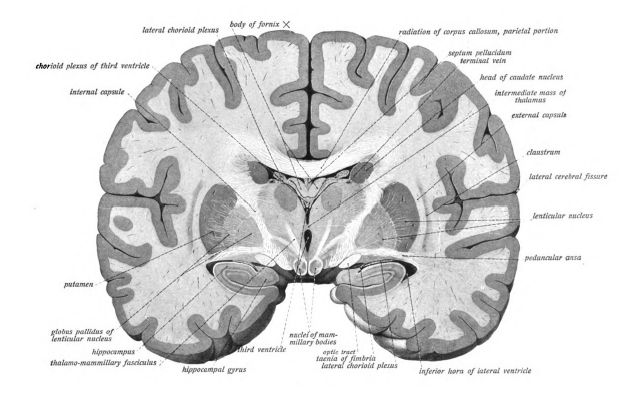 lateral chorioid plexus
body of fornix
radiation of corpus callosum, parietal portion
septum pellucidum
terminal vein
chorioid plexus of third ventricle
head of caudate nucleus
internal capsule
intermediate mass of
thalamus
external capsule
claustrum
lateral cerebral fissure
lenticular nucleus
peduncular ansa
putamen
globus pallidus of
lenticular nucleus
hippocampus
thalamo-mammillary fasciculus
hippocampal gyrus
third ventricle
nuclei of mam-
millary bodies
optic tract
taenia of fimbria
lateral chorioid plexus
inferior horn of lateral ventricle